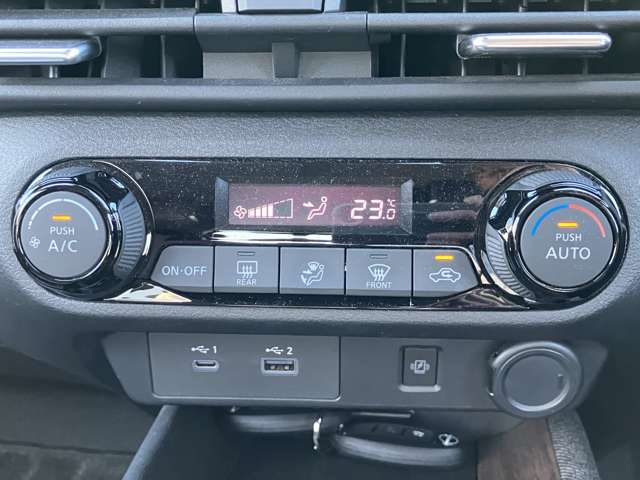 23.0 °C
PUSH
A/C
PUSH
AUTO
ON·OFF
REAR
FRONT
1
2